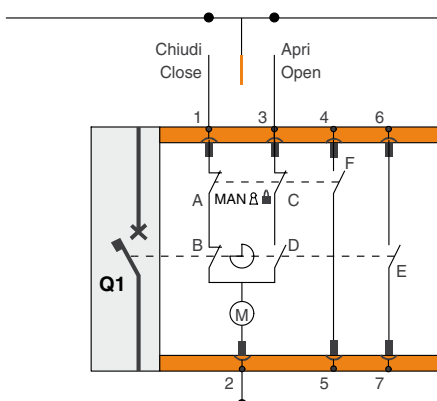 Chiudi Apri
Close Open
1 3 4 6
F
A MAN C
B D
E
Q1
M
2 5 7